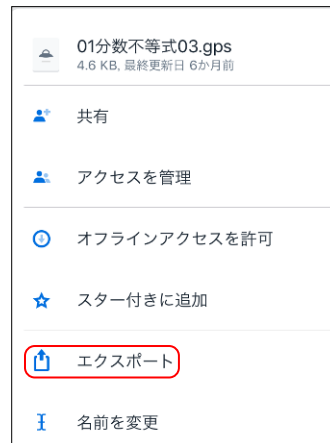 01分数不等式03.gps
4.6 KB, 最終更新日 6か月前
共有
アクセスを管理
オフラインアクセスを許可
スター付きに追加
エクスポート
名前を変更